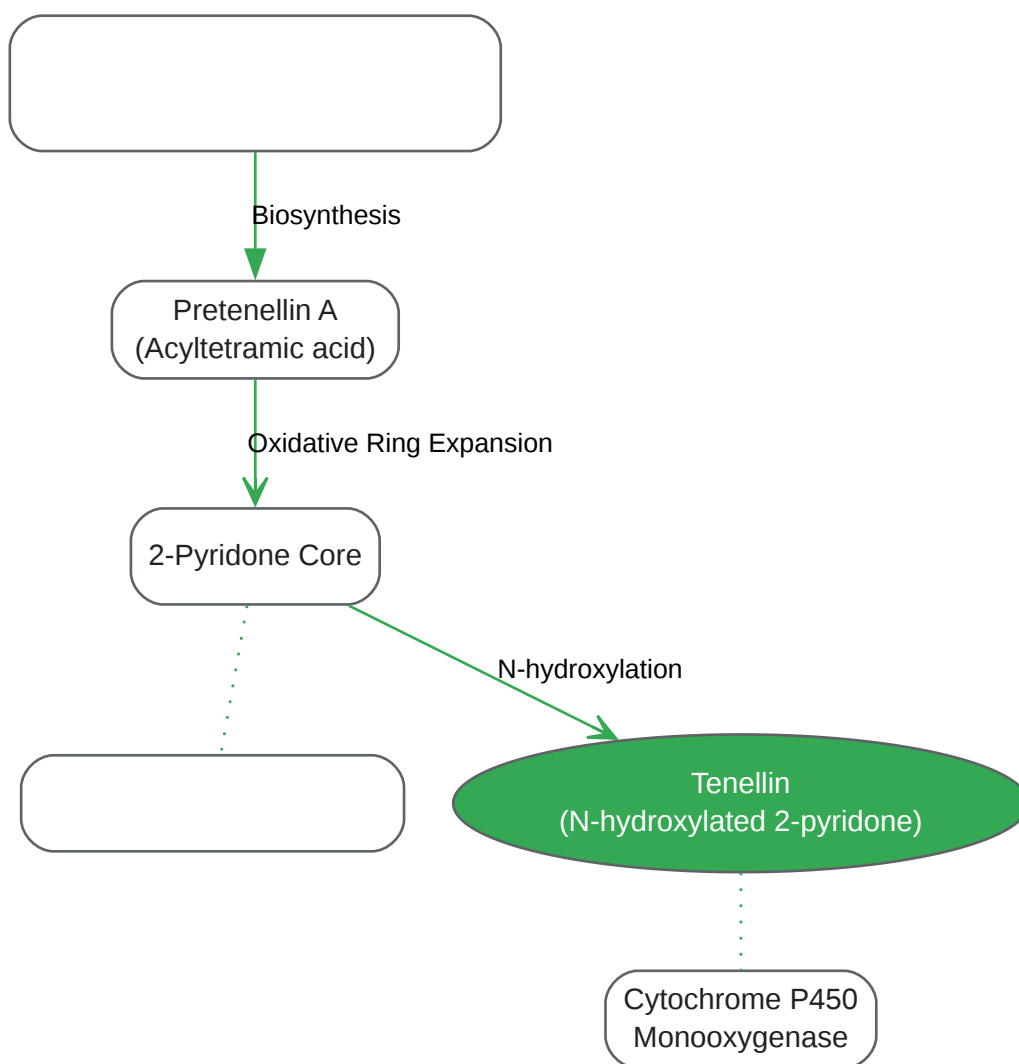 Biosynthesis
Pretenellin A
(Acyltetramic acid)
Oxidative Ring Expansion
2-Pyridone Core
N-hydroxylation
Tenellin
(N-hydroxylated 2-pyridone)
Cytochrome P450
Monooxygenase